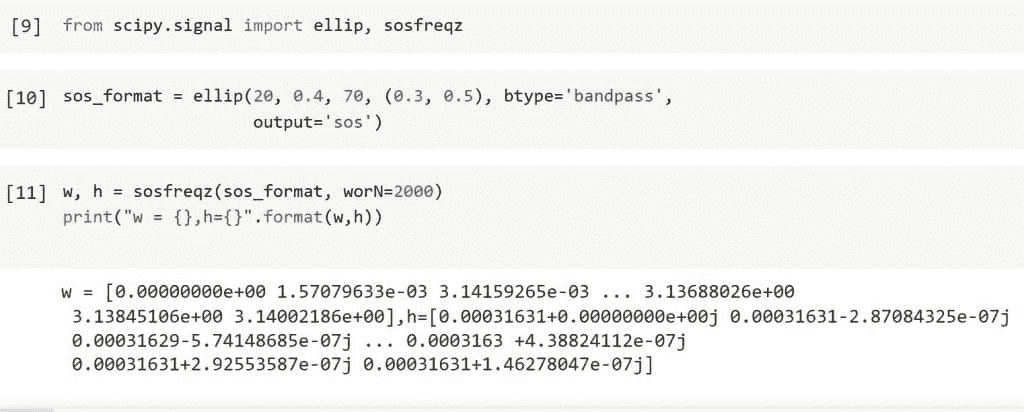 [9] from scipy.signal import ellip, sosfreqz
[10] sos_format = ellip(20, 0.4, 70, (0.3, 0.5), btype='bandpass',
output='sos')
[11] w, h = sosfreqz(sos_format, worN=2000)
print("w = {},h={}".format(w,h))
w = [0.00000000e+00 1.57079633e-03 3.14159265e-03 ... 3.13688026e+00
3.13845106e+00 3.14002186e+00],h=[0.00031631+0.00000000e+00j 0.00031631-2.87084325e-07j
0.00031629-5.74148685e-07j ... 0.0003163 +4.38824112e-07j
0.00031631+2.92553587e-07j 0.00031631+1.46278047e-07j]